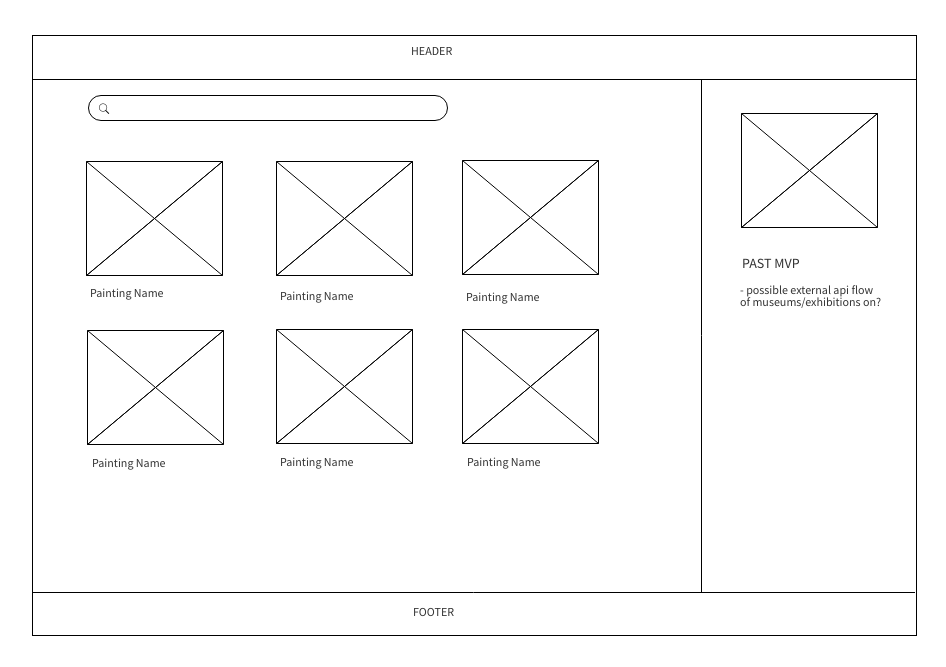 HEADER
Painting Name
Painting Name
Painting Name
Painting Name
Painting Name
Painting Name
PAST MVP
- possible external api flow
of museums/exhibitions on?
FOOTER